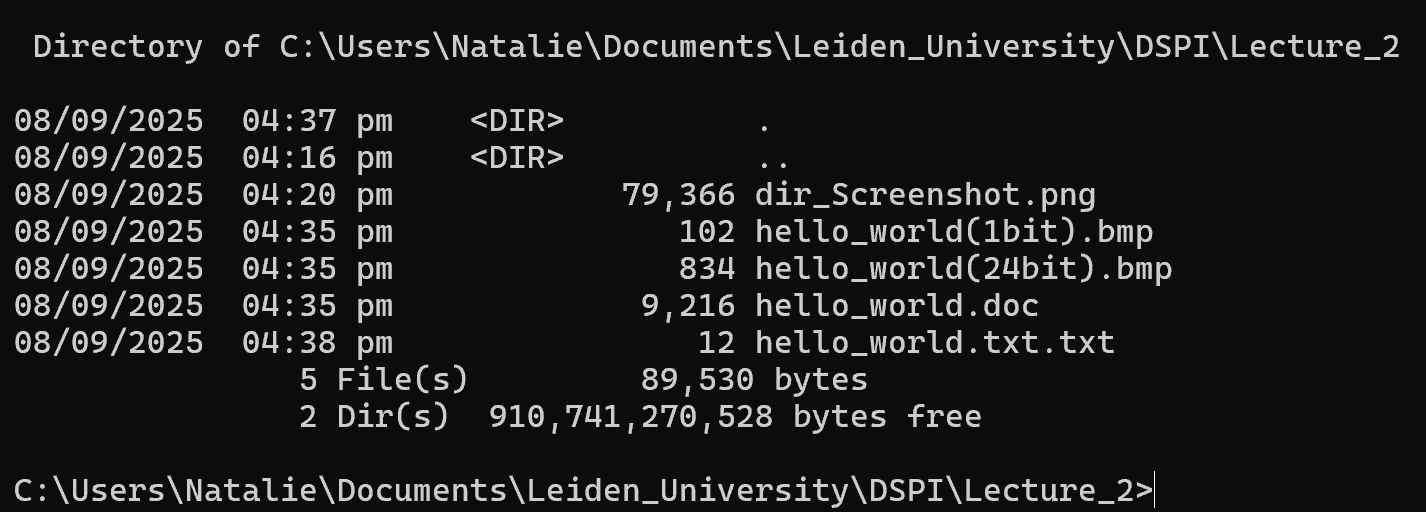 Directory of C:\Users\Natalie\Documents\Leiden_University\DSPI\Lecture_2
08/09/2025  04:37 pm    <DIR>          .
08/09/2025  04:16 pm    <DIR>          ..
08/09/2025  04:20 pm            79,366 dir_Screenshot.png
08/09/2025  04:35 pm               102 hello_world(1bit).bmp
08/09/2025  04:35 pm               834 hello_world(24bit).bmp
08/09/2025  04:35 pm             9,216 hello_world.doc
08/09/2025  04:38 pm                12 hello_world.txt.txt
               5 File(s)         89,530 bytes
               2 Dir(s)  910,741,270,528 bytes free
C:\Users\Natalie\Documents\Leiden_University\DSPI\Lecture_2>